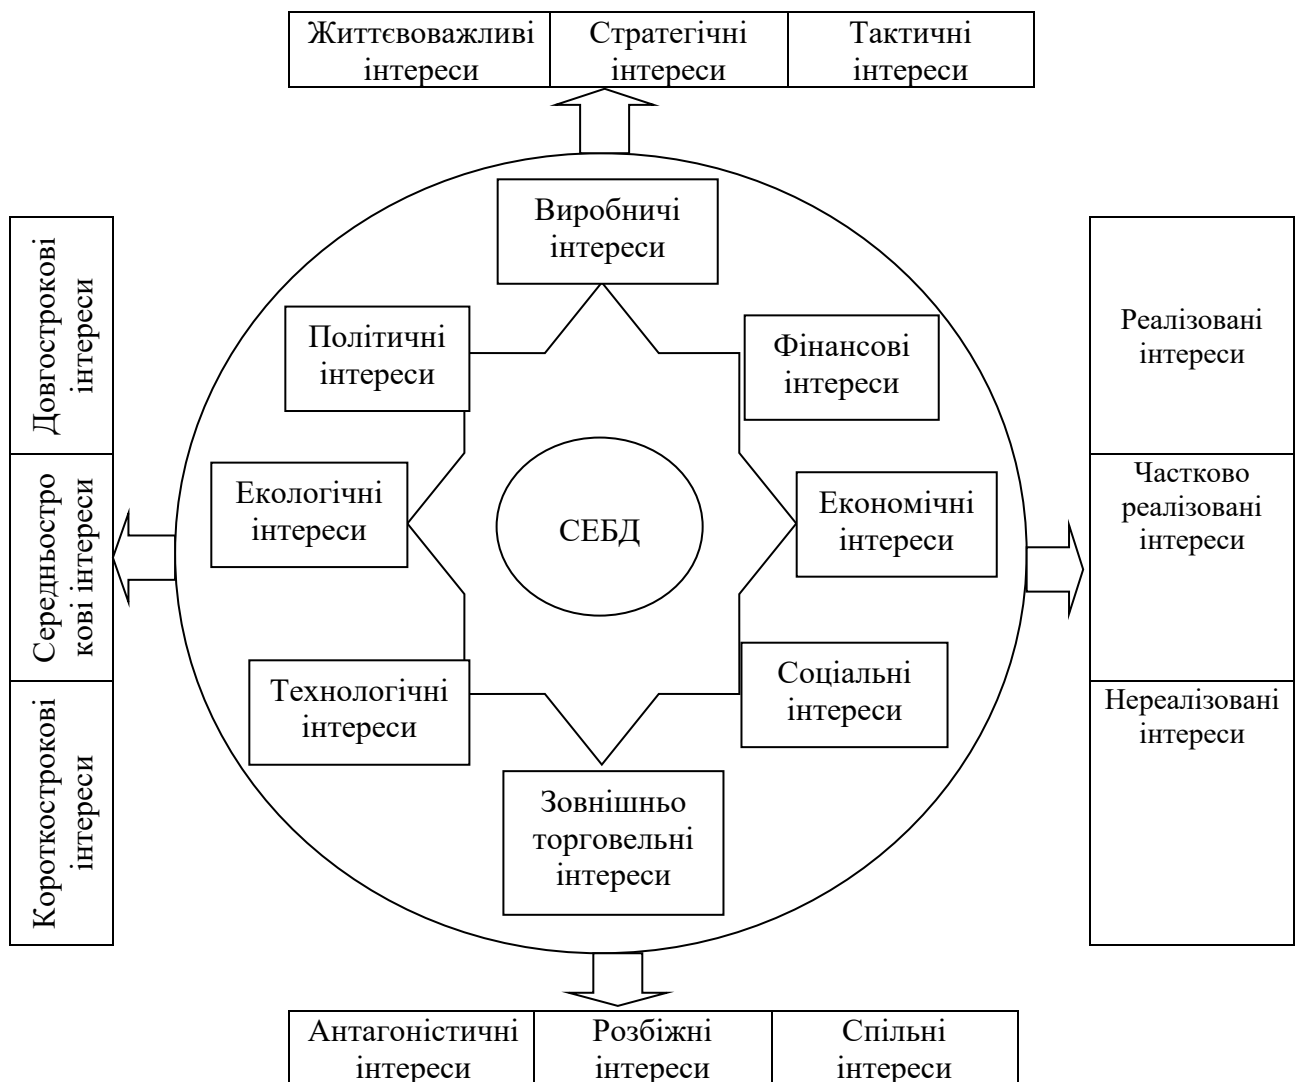 Життєвоважливі
інтереси
Стратегічні
інтереси
Тактичні
інтереси
Виробничі
інтереси
Політичні
інтереси
Фінансові
інтереси
Екологічні
інтереси
СЕБД
Економічні
інтереси
Технологічні
інтереси
Соціальні
інтереси
Зовнішньо
торговельні
інтереси
Довгострокові
інтереси
Середньостро
кові інтереси
Короткострокові
інтереси
Реалізовані
інтереси
Частково
реалізовані
інтереси
Нереалізовані
інтереси
Антагоністичні
інтереси
Розбіжні
інтереси
Спільні
інтереси